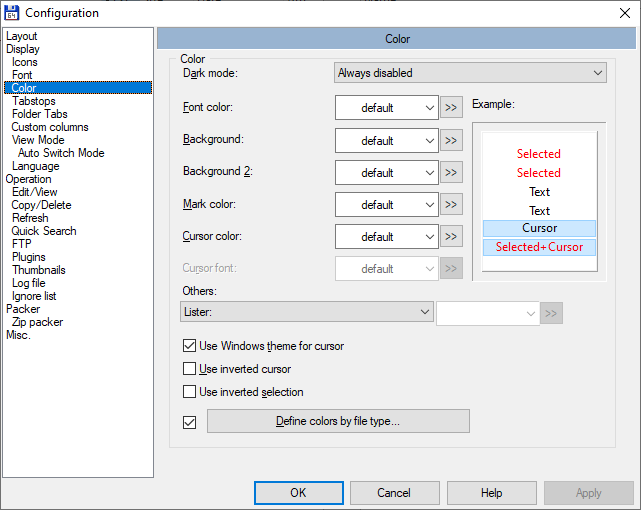 Configuration
Layout
Display
Icons
Font
Color
Tabstops
Folder Tabs
Custom columns
View Mode
Auto Switch Mode
Language
Operation
Edit/View
Copy/Delete
Refresh
Quick Search
FTP
Plugins
Thumbnails
Log file
Ignore list
Packer
Zip packer
Misc.
Color
Color
Dark mode: Always disabled
Font color: default >>
Background: default >>
Background 2: default >>
Mark color: default >>
Cursor color: default >>
Cursor font: default >>
Example:
Selected
Selected
Text
Text
Cursor
Selected+Cursor
Others:
Lister: >>
Use Windows theme for cursor
Use inverted cursor
Use inverted selection
Define colors by file type...
OK Cancel Help Apply